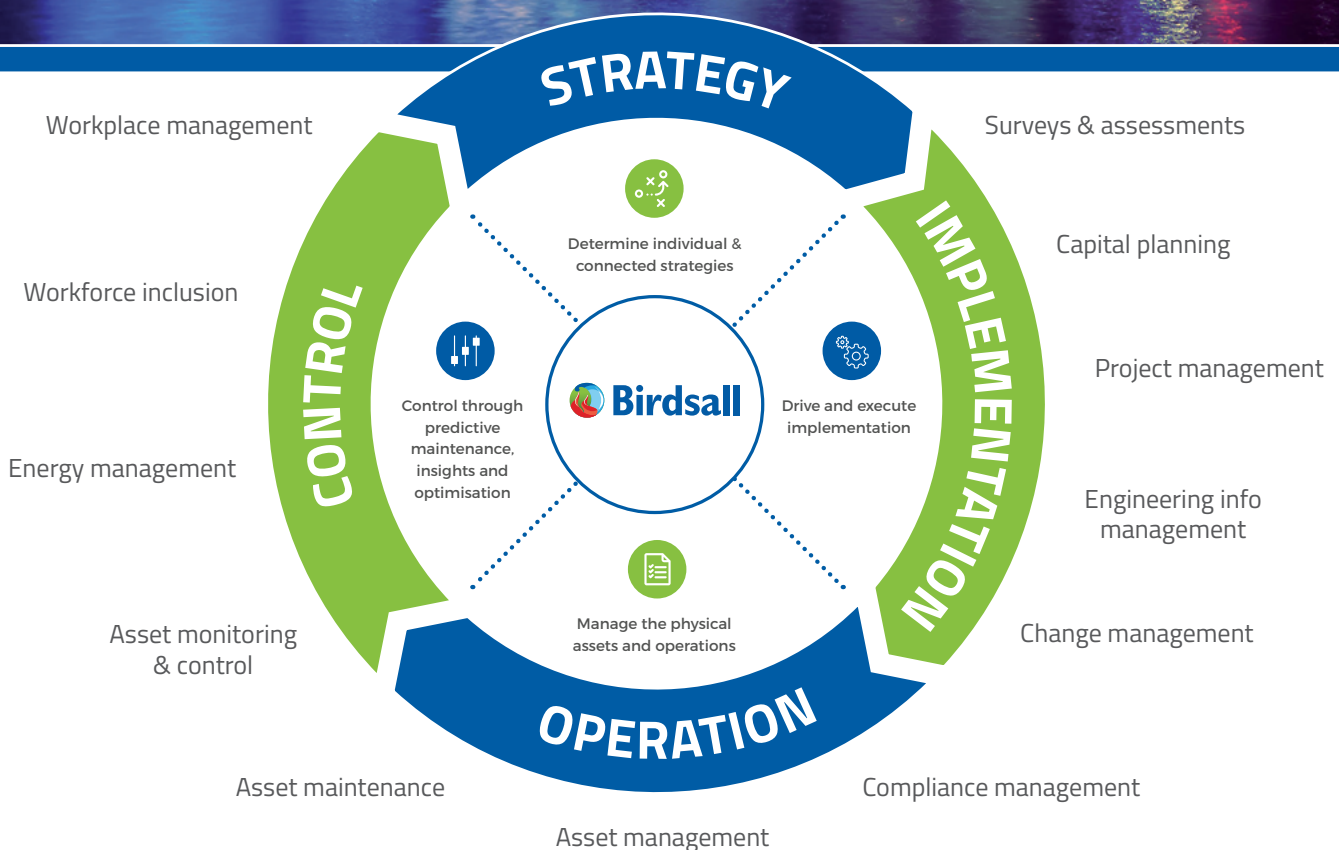 STRATEGY
Workplace management
Surveys & assessments
Determine individual &
connected strategies
IMPLEMENTATION
Capital planning
Workforce inclusion
CONTROL
Control through
predictive
maintenance,
insights and
optimisation
Birdsall
Drive and execute
implementation
Project management
Energy management
Engineering info
management
Manage the physical
assets and operations
Asset monitoring
& control
Change management
OPERATION
Asset maintenance
Compliance management
Asset management